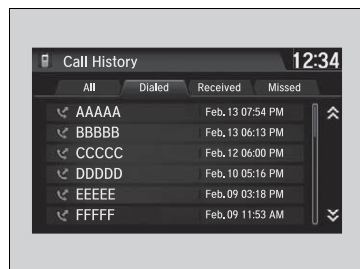 Call History 12:34
All Dialed Received Missed
AAAAA Feb. 13 07:54 PM
BBBBB Feb. 13 06:13 PM
CCCCC Feb. 12 06:00 PM
DDDDD Feb. 10 05:16 PM
EEEEE Feb. 09 03:18 PM
FFFFF Feb. 09 11:53 AM